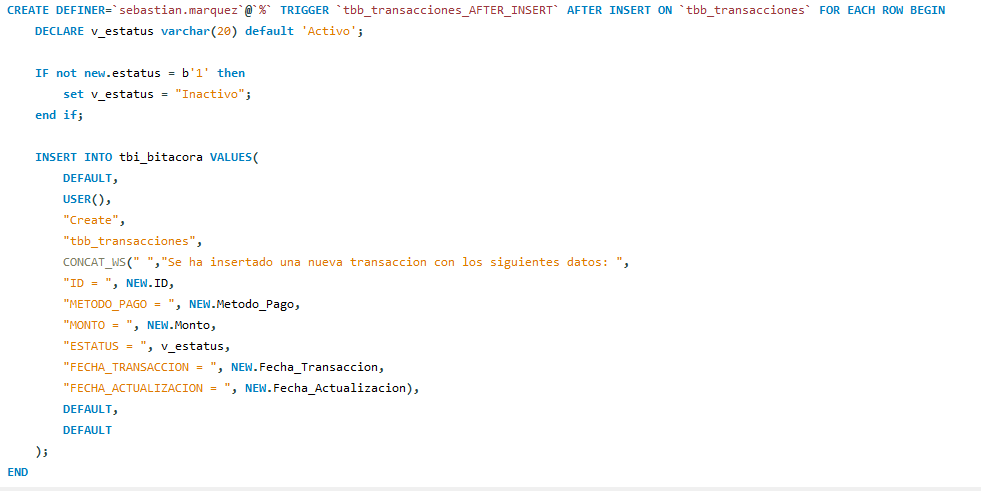 CREATE DEFINER=`sebastian.marquez`@`%` TRIGGER `tbb_transacciones_AFTER_INSERT` AFTER INSERT ON `tbb_transacciones` FOR EACH ROW BEGIN
    DECLARE v_estatus varchar(20) default 'Activo';

    IF not new.estatus = b'1' then
        set v_estatus = "Inactivo";
    end if;

    INSERT INTO tbi_bitacora VALUES(
        DEFAULT,
        USER(),
        "Create",
        "tbb_transacciones",
        CONCAT_WS(" ","Se ha insertado una nueva transaccion con los siguientes datos: ",
        "ID = ", NEW.ID,
        "METODO_PAGO = ", NEW.Metodo_Pago,
        "MONTO = ", NEW.Monto,
        "ESTATUS = ", v_estatus,
        "FECHA_TRANSACCION = ", NEW.Fecha_Transaccion,
        "FECHA_ACTUALIZACION = ", NEW.Fecha_Actualizacion),
        DEFAULT,
        DEFAULT
    );
END